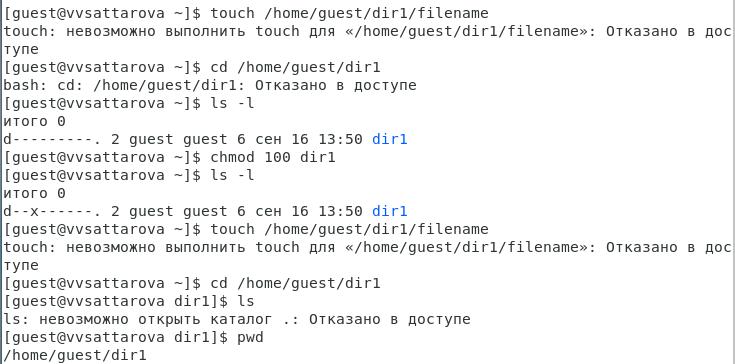 [guest@vvsattarova ~]$ touch /home/guest/dir1/filename
touch: невозможно выполнить touch для «/home/guest/dir1/filename»: Отказано в дос
тупе
[guest@vvsattarova ~]$ cd /home/guest/dir1
bash: cd: /home/guest/dir1: Отказано в доступе
[guest@vvsattarova ~]$ ls -l
итого 0
d---------. 2 guest guest 6 сен 16 13:50 dir1
[guest@vvsattarova ~]$ chmod 100 dir1
[guest@vvsattarova ~]$ ls -l
итого 0
d--x------. 2 guest guest 6 сен 16 13:50 dir1
[guest@vvsattarova ~]$ touch /home/guest/dir1/filename
touch: невозможно выполнить touch для «/home/guest/dir1/filename»: Отказано в дос
тупе
[guest@vvsattarova ~]$ cd /home/guest/dir1
[guest@vvsattarova dir1]$ ls
ls: невозможно открыть каталог .: Отказано в доступе
[guest@vvsattarova dir1]$ pwd
/home/guest/dir1